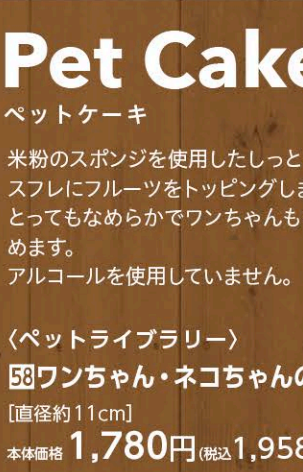 Pet Cake
ペットケーキ
米粉のスポンジを使用したしっと
スフレにフルーツをトッピングしま
とってもなめらかでワンちゃんも
めます。
アルコールを使用していません。
〈ペットライブラリー〉
58ワンちゃん・ネコちゃんの
[直径約11cm]
本体価格 1,780円(税込1,958